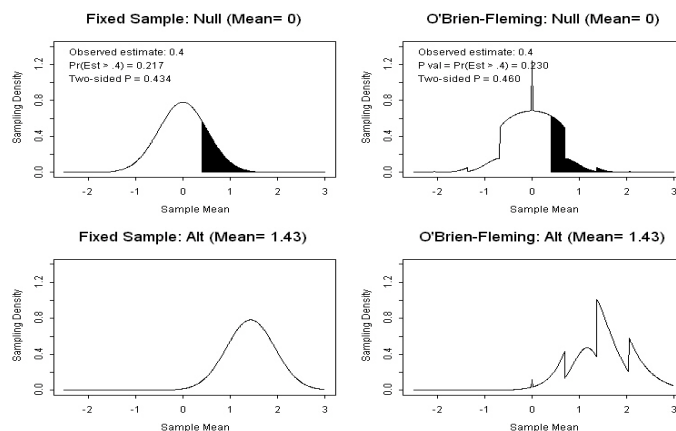 Fixed Sample: Null (Mean= 0)
Observed estimate: 0.4
Pr(Est > .4) = 0.217
Two-sided P = 0.434
Sampling Density
0.0 0.4 0.8 1.2
-2 -1 0 1 2 3
Sample Mean
O'Brien-Fleming: Null (Mean= 0)
Observed estimate: 0.4
P val = Pr(Est > .4) = 0.230
Two-sided P = 0.460
Sampling Density
0.0 0.4 0.8 1.2
-2 -1 0 1 2 3
Sample Mean
Fixed Sample: Alt (Mean= 1.43)
Sampling Density
0.0 0.4 0.8 1.2
-2 -1 0 1 2 3
Sample Mean
O'Brien-Fleming: Alt (Mean= 1.43)
Sampling Density
0.0 0.4 0.8 1.2
-2 -1 0 1 2 3
Sample Mean